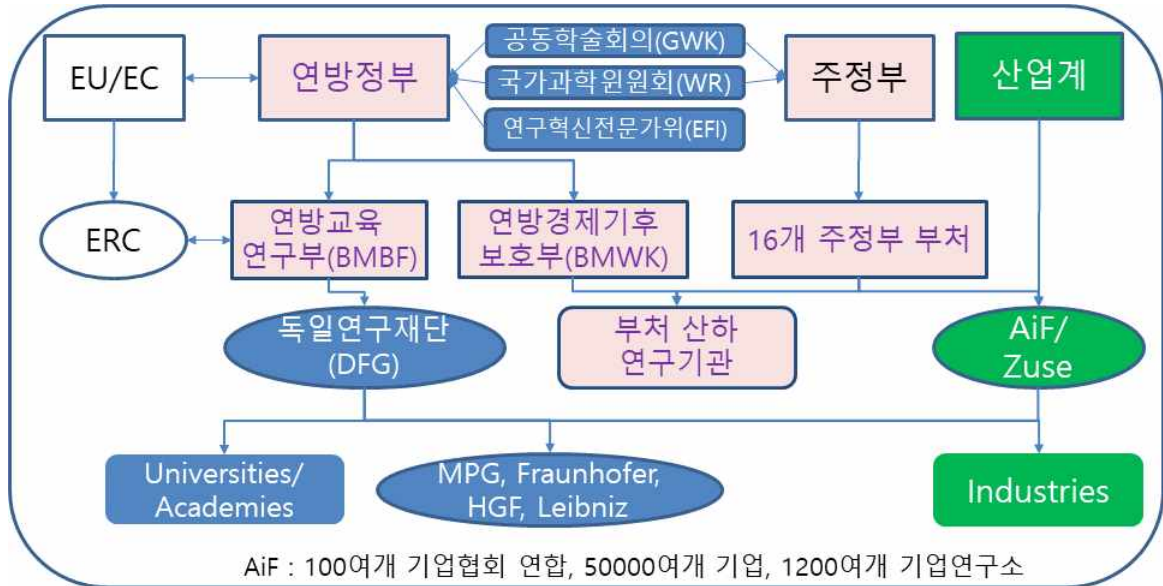 공동학술회의(GWK)
EU/EC
연방정부
국가과학위원회(WR)
주정부
산업계
연구혁신전문가위(EFI)
ERC
연방교육
연구부(BMBF)
연방경제기후
보호부(BMWK)
16개 주정부 부처
독일연구재단
(DFG)
부처 산하
연구기관
AiF/
Zuse
Universities/
Academies
MPG, Fraunhofer,
HGF, Leibniz
Industries
AiF : 100여개 기업협회 연합, 50000여개 기업, 1200여개 기업연구소